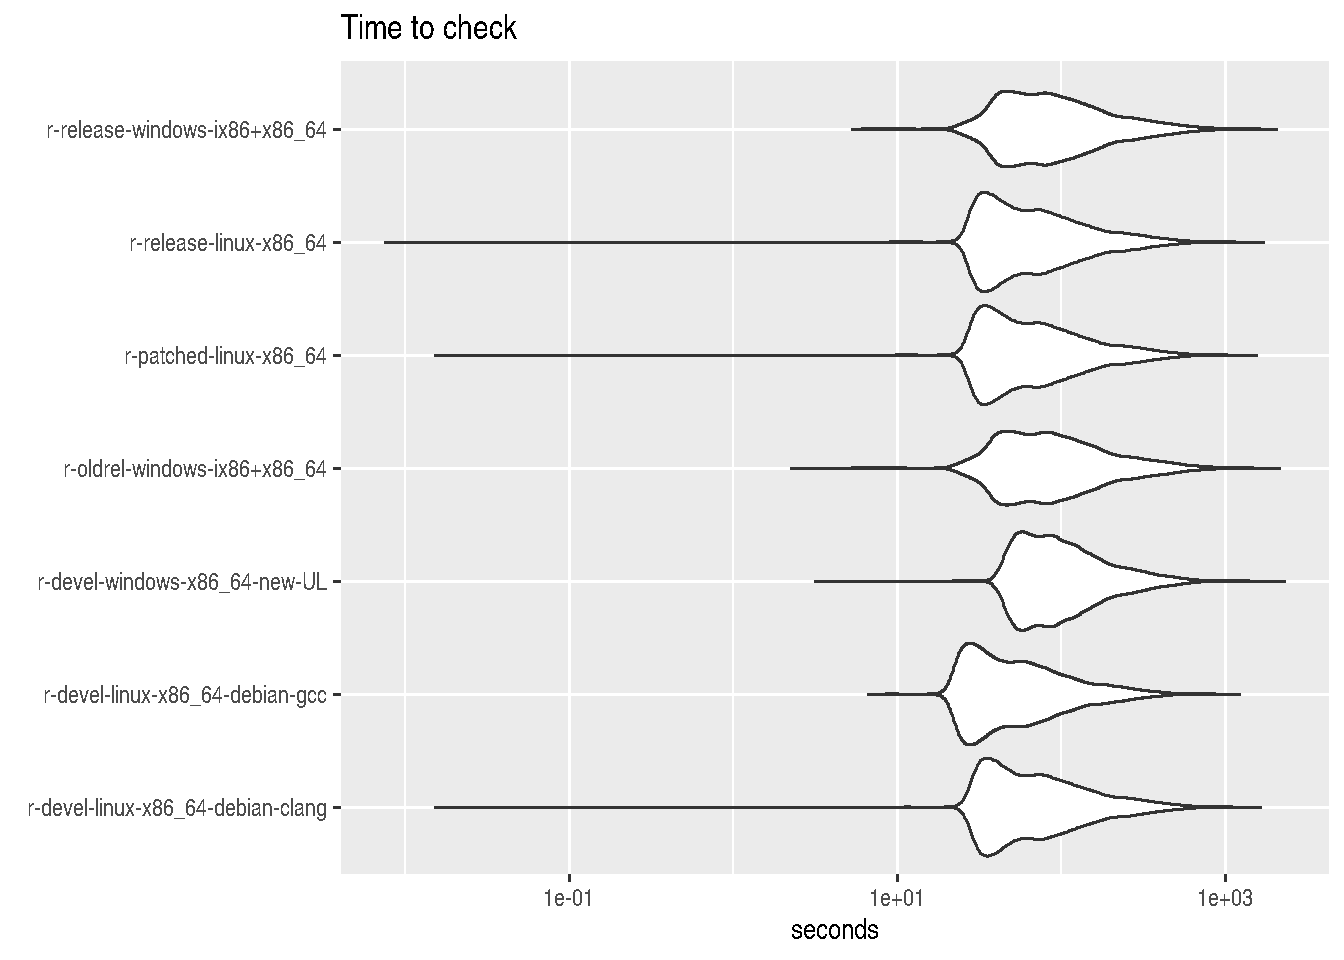 Time to check
r-release-windows-ix86+x86_64
r-release-linux-x86_64
r-patched-linux-x86_64
r-oldrel-windows-ix86+x86_64
r-devel-windows-x86_64-new-UL
r-devel-linux-x86_64-debian-gcc
r-devel-linux-x86_64-debian-clang
1e-01 1e+01 1e+03
seconds